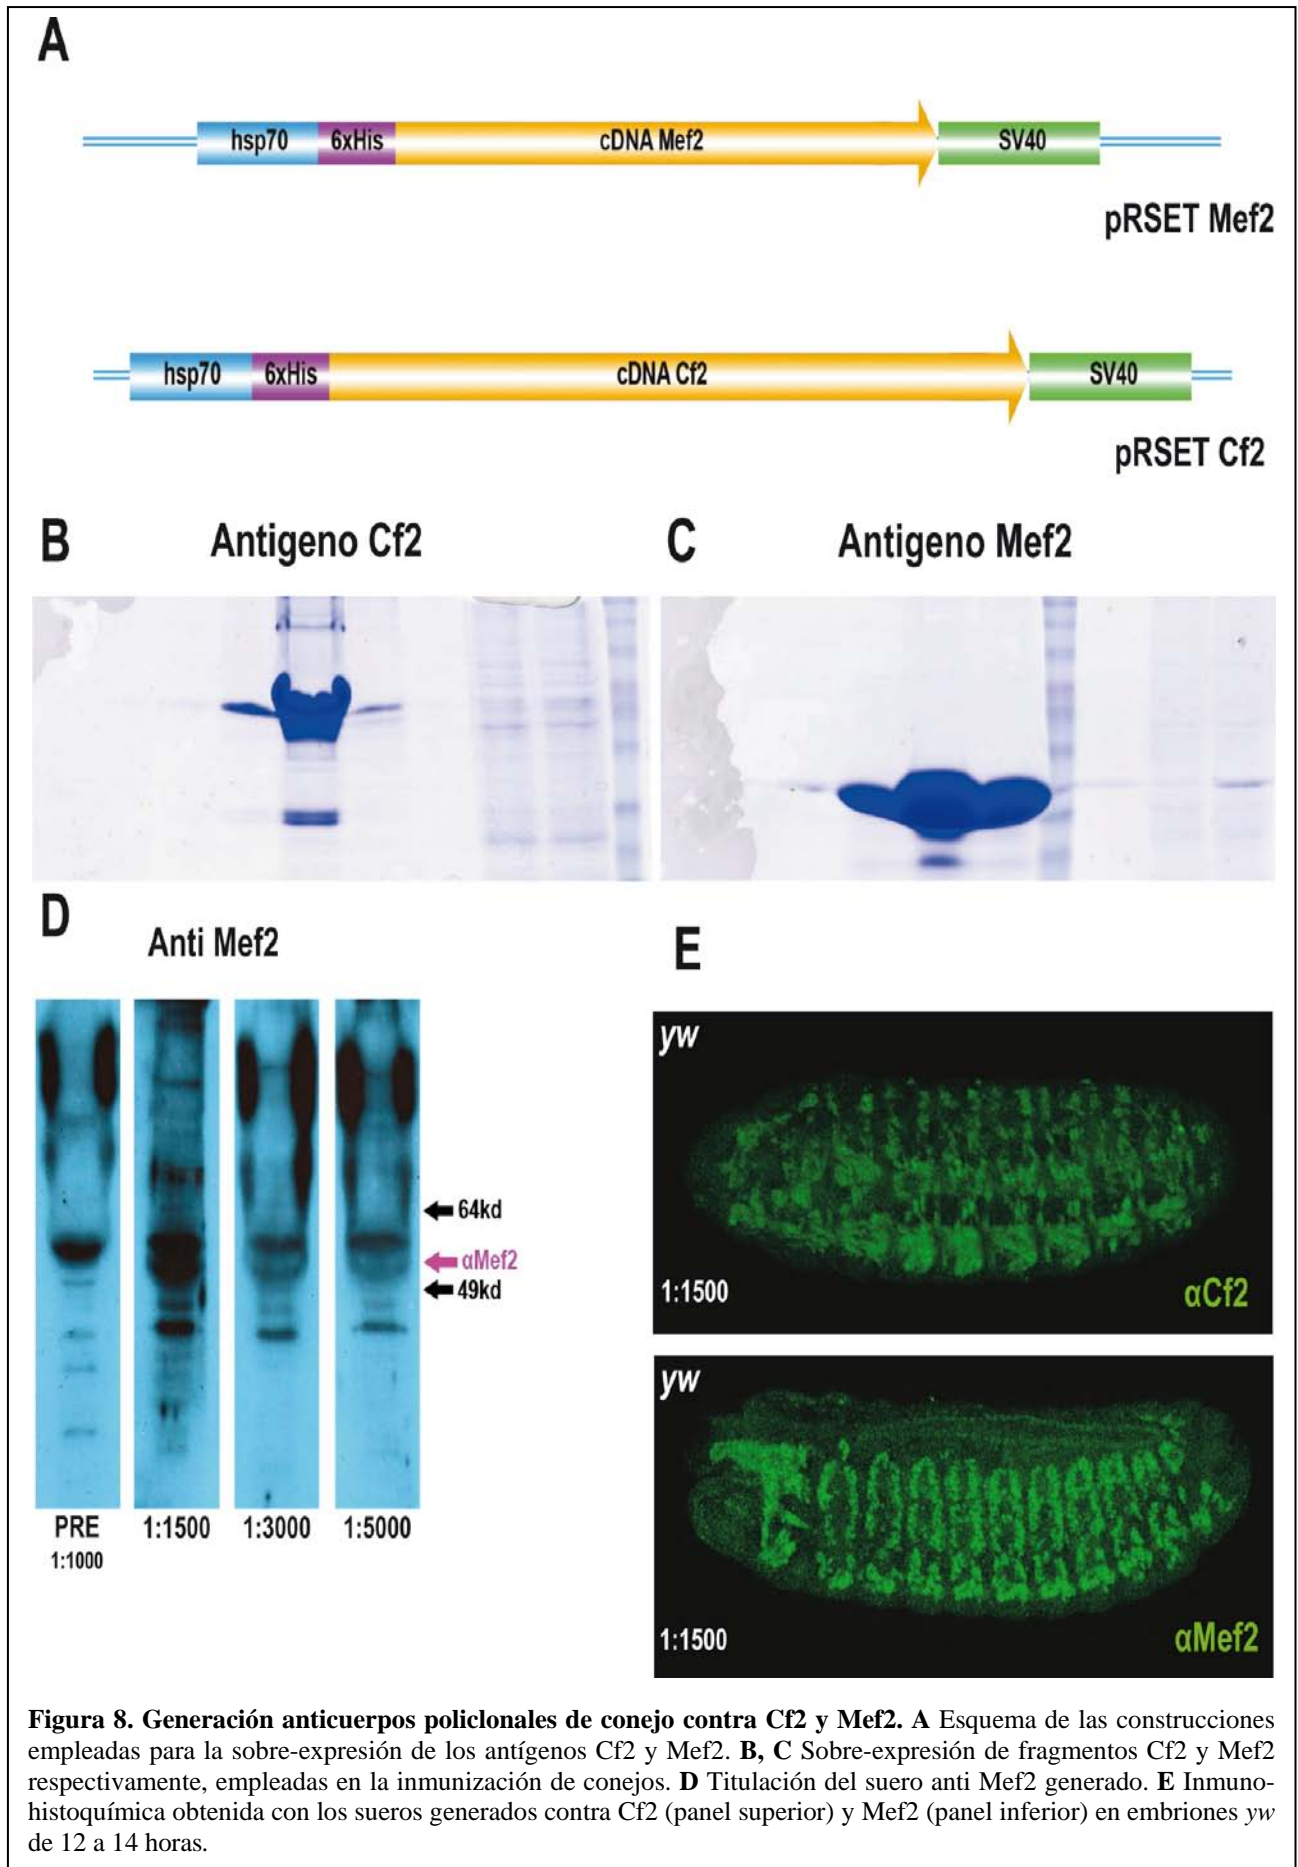 A
hsp70 6xHis cDNA Mef2 SV40
pRSET Mef2
hsp70 6xHis cDNA Cf2 SV40
pRSET Cf2
B Antigeno Cf2
C Antigeno Mef2
D
Anti Mef2
64kd
αMef2
49kd
PRE 1:1500 1:3000 1:5000
1:1000
E
yw
1:1500 αCf2
yw
1:1500 αMef2
Figura 8. Generación anticuerpos policlonales de conejo contra Cf2 y Mef2. A Esquema de las construcciones
empleadas para la sobre-expresión de los antígenos Cf2 y Mef2. B, C Sobre-expresión de fragmentos Cf2 y Mef2
respectivamente, empleadas en la inmunización de conejos. D Titulación del suero anti Mef2 generado. E Inmuno-
histoquímica obtenida con los sueros generados contra Cf2 (panel superior) y Mef2 (panel inferior) en embriones yw
de 12 a 14 horas.